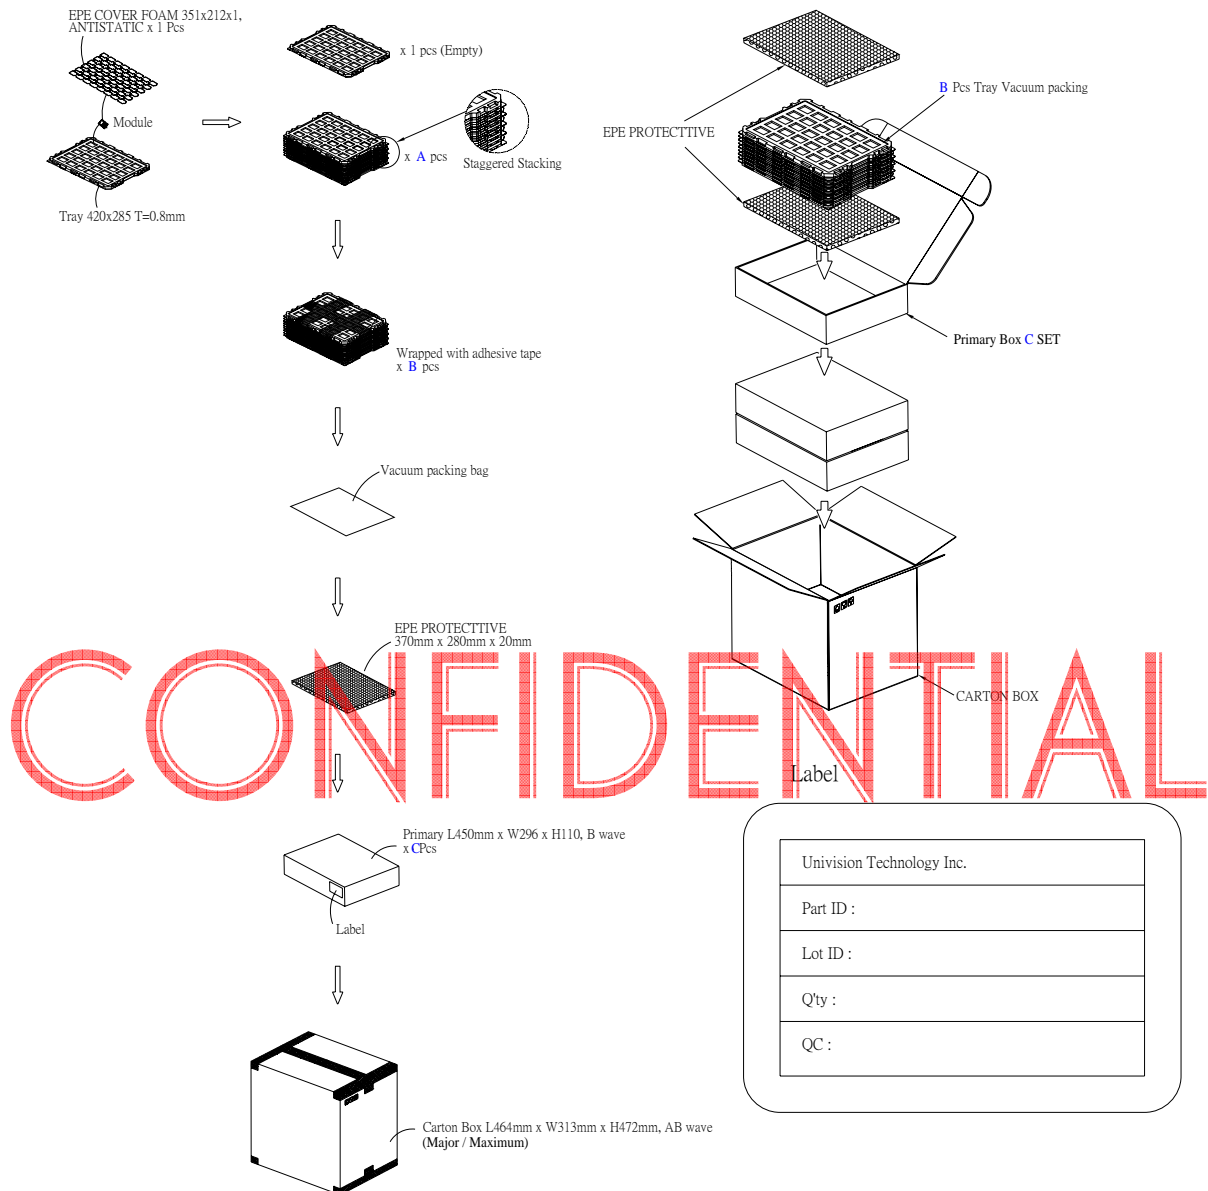 EPE COVER FOAM 351x212x1,
ANTISTATIC x 1 Pcs
Module
Tray 420x285 T=0.8mm
x 1 pcs (Empty)
x A pcs
Staggered Stacking
Wrapped with adhesive tape
x B pcs
Vacuum packing bag
EPE PROTECTTIVE
370mm x 280mm x 20mm
Primary L450mm x W296 x H110, B wave
x CPcs
Label
Carton Box L464mm x W313mm x H472mm, AB wave
(Major / Maximum)
B Pcs Tray Vacuum packing
EPE PROTECTTIVE
Primary Box C SET
CARTON BOX
CONFIDENTIAL
Label
Univision Technology Inc.
Part ID :
Lot ID :
Q'ty :
QC :